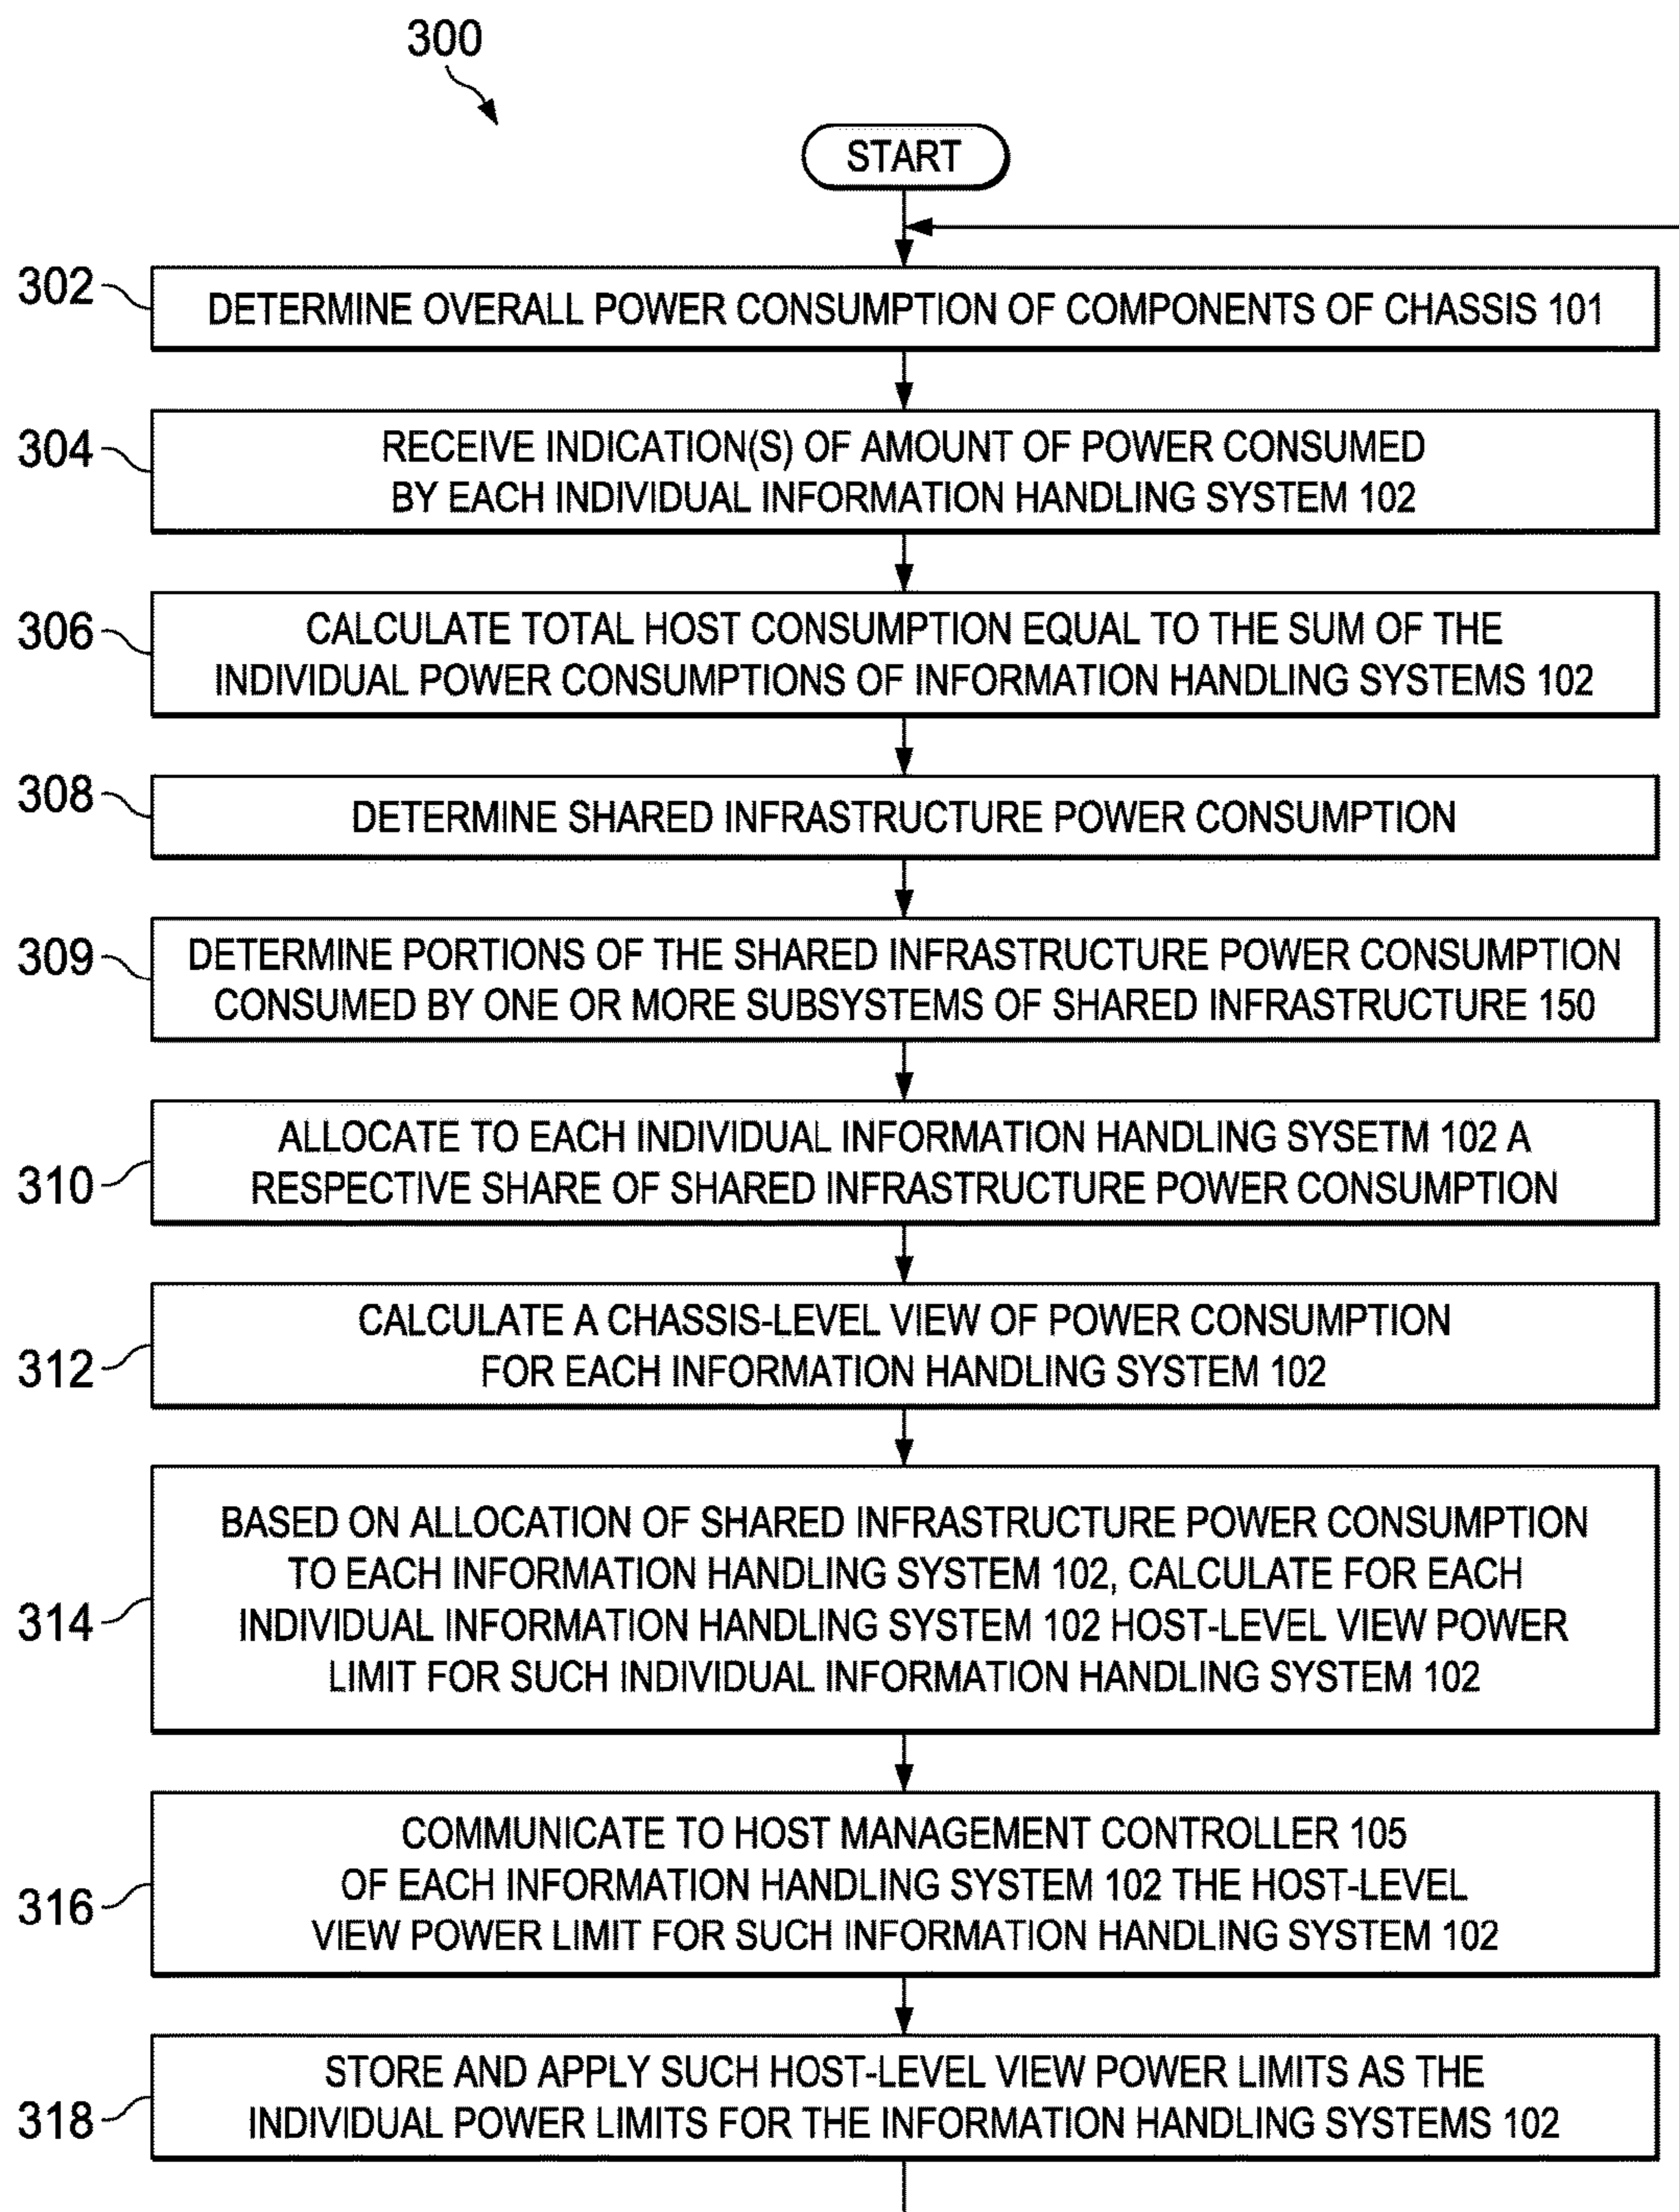 300
START
302
DETERMINE OVERALL POWER CONSUMPTION OF COMPONENTS OF CHASSIS 101
304
RECEIVE INDICATION(S) OF AMOUNT OF POWER CONSUMED
BY EACH INDIVIDUAL INFORMATION HANDLING SYSTEM 102
306
CALCULATE TOTAL HOST CONSUMPTION EQUAL TO THE SUM OF THE
INDIVIDUAL POWER CONSUMPTIONS OF INFORMATION HANDLING SYSTEMS 102
308
DETERMINE SHARED INFRASTRUCTURE POWER CONSUMPTION
309
DETERMINE PORTIONS OF THE SHARED INFRASTRUCTURE POWER CONSUMPTION
CONSUMED BY ONE OR MORE SUBSYSTEMS OF SHARED INFRASTRUCTURE 150
310
ALLOCATE TO EACH INDIVIDUAL INFORMATION HANDLING SYSETM 102 A
RESPECTIVE SHARE OF SHARED INFRASTRUCTURE POWER CONSUMPTION
312
CALCULATE A CHASSIS-LEVEL VIEW OF POWER CONSUMPTION
FOR EACH INFORMATION HANDLING SYSTEM 102
314
BASED ON ALLOCATION OF SHARED INFRASTRUCTURE POWER CONSUMPTION
TO EACH INFORMATION HANDLING SYSTEM 102, CALCULATE FOR EACH
INDIVIDUAL INFORMATION HANDLING SYSTEM 102 HOST-LEVEL VIEW POWER
LIMIT FOR SUCH INDIVIDUAL INFORMATION HANDLING SYSTEM 102
316
COMMUNICATE TO HOST MANAGEMENT CONTROLLER 105
OF EACH INFORMATION HANDLING SYSTEM 102 THE HOST-LEVEL
VIEW POWER LIMIT FOR SUCH INFORMATION HANDLING SYSTEM 102
318
STORE AND APPLY SUCH HOST-LEVEL VIEW POWER LIMITS AS THE
INDIVIDUAL POWER LIMITS FOR THE INFORMATION HANDLING SYSTEMS 102